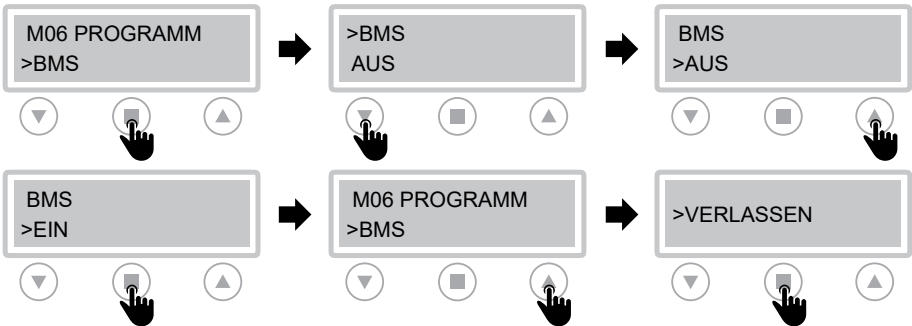 M06 PROGRAMM
>BMS
>BMS
AUS
BMS
>AUS
BMS
>EIN
M06 PROGRAMM
>BMS
>VERLASSEN